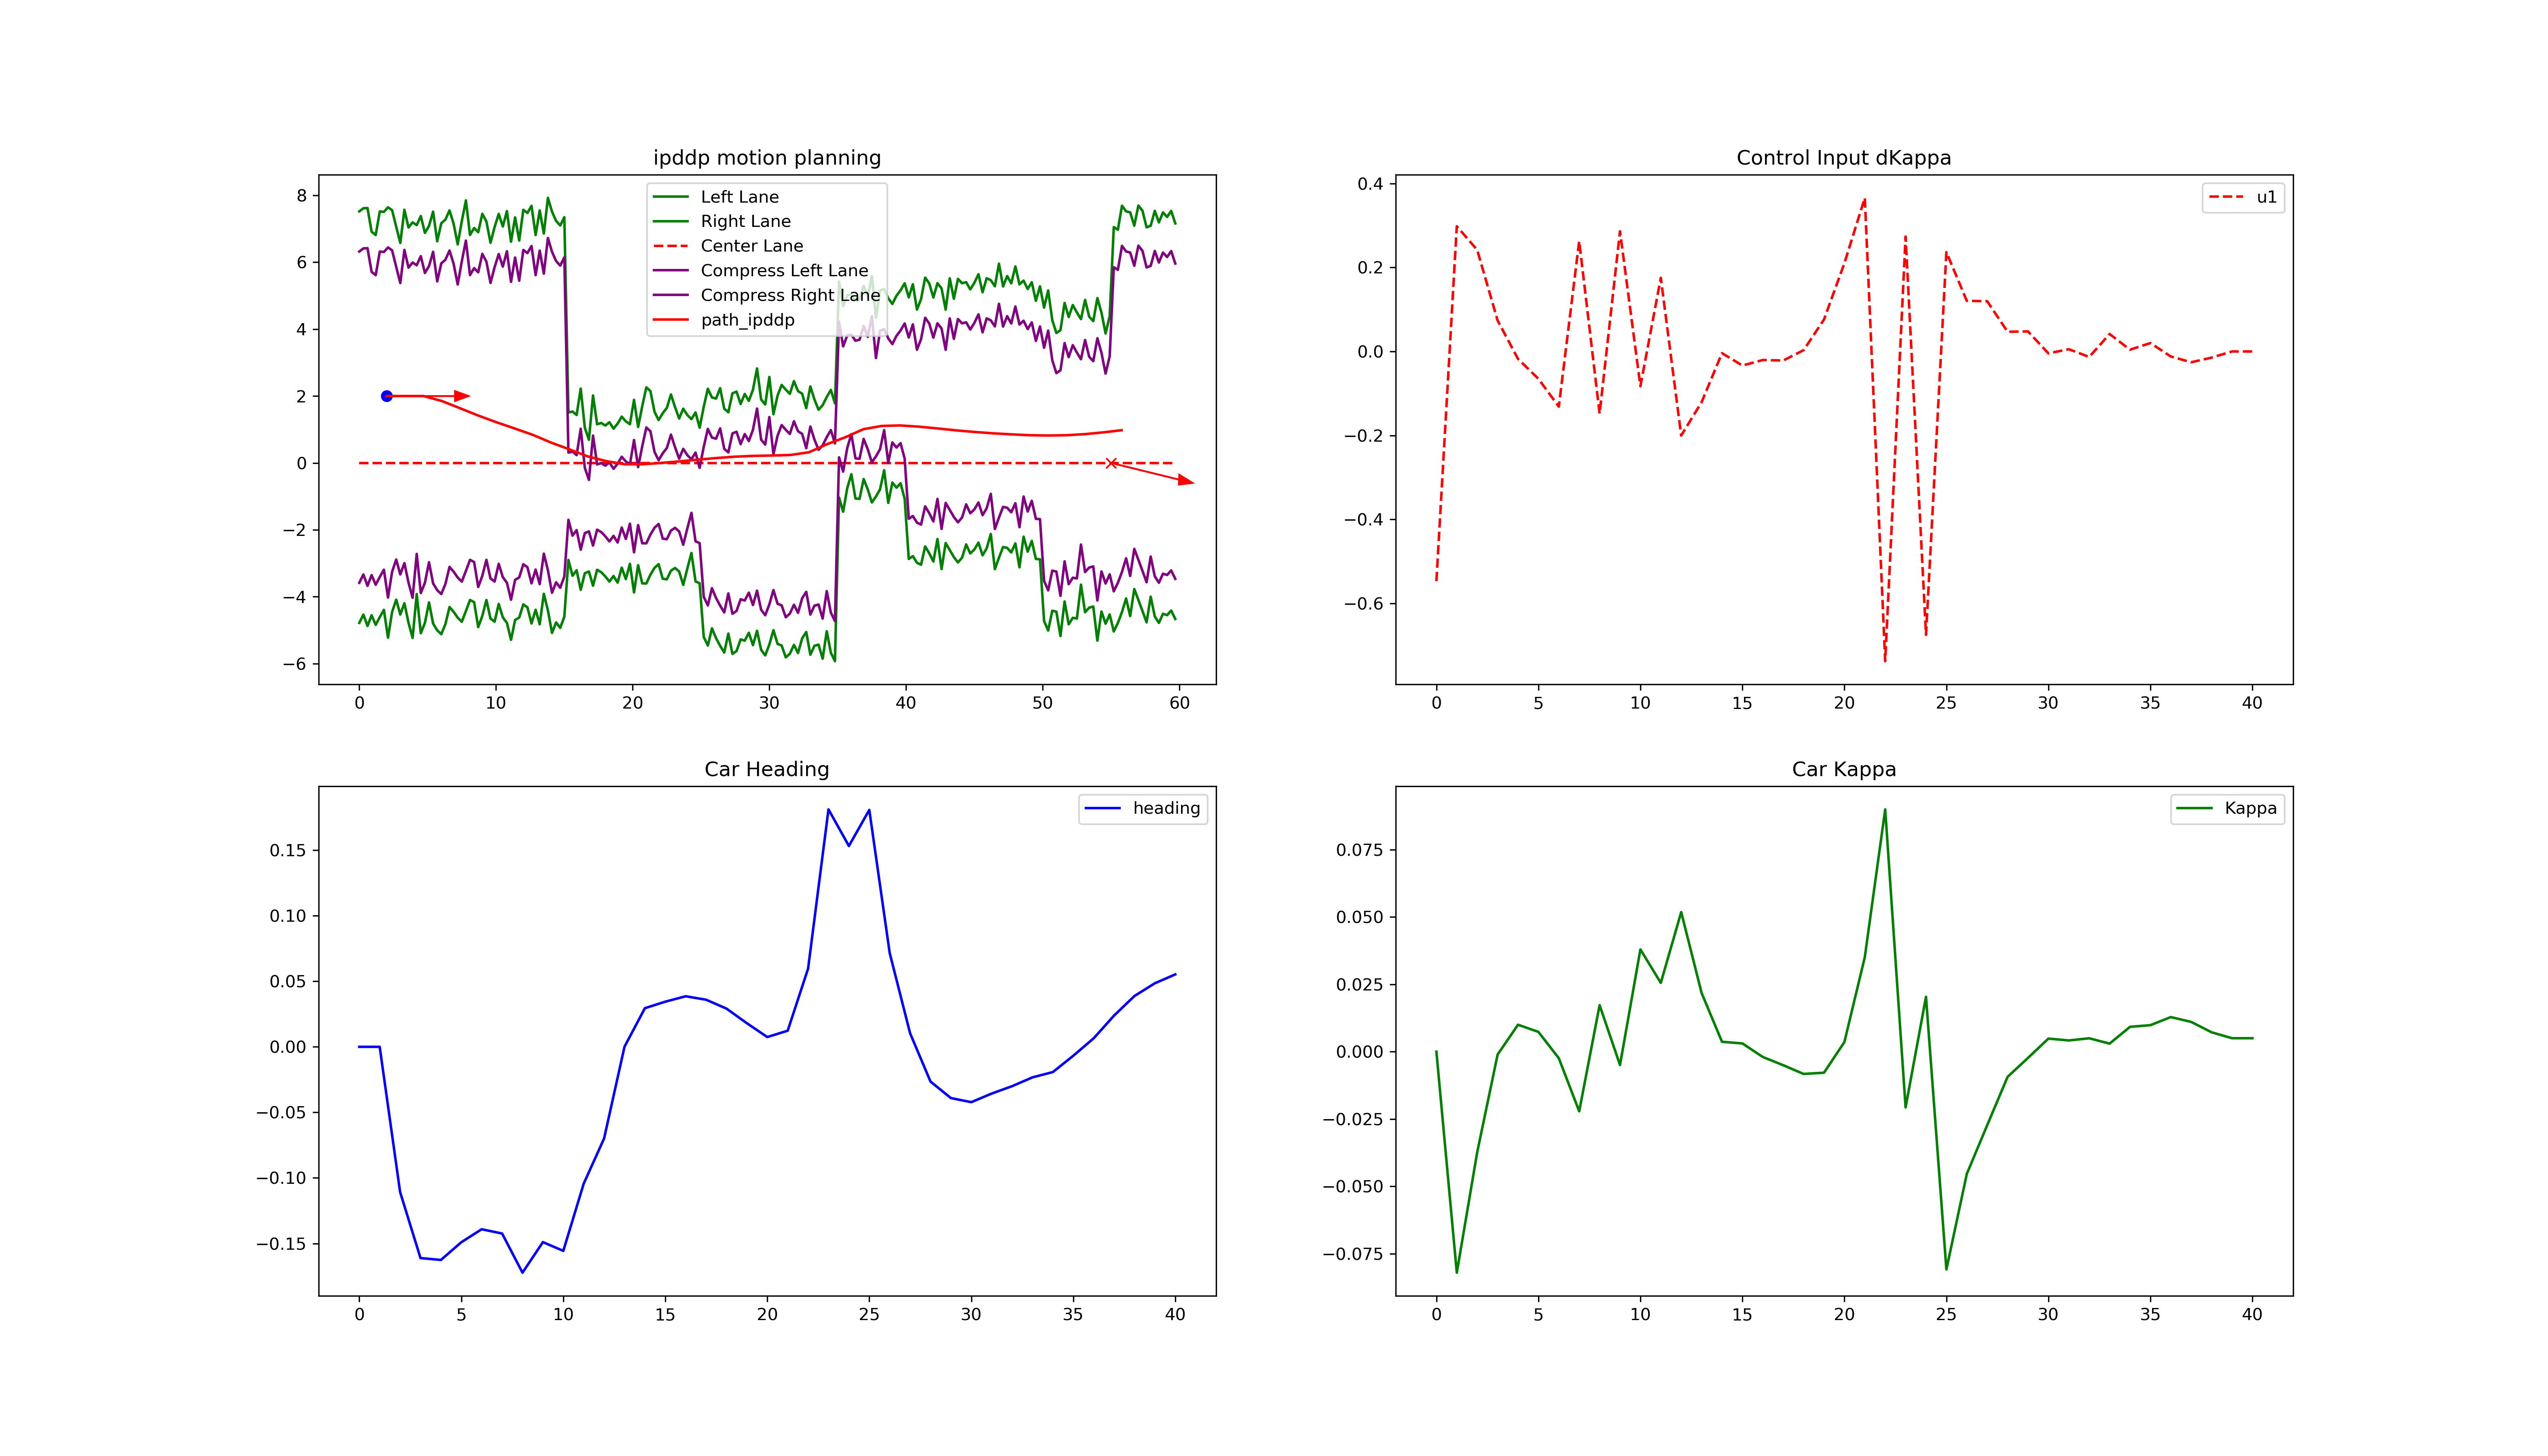 ipddp motion planning
Left Lane
Right Lane
Center Lane
Compress Left Lane
Compress Right Lane
path_ipddp
8
6
4
2
0
−2
−4
−6
0 10 20 30 40 50 60
Control Input dKappa
u1
0.4
0.2
0.0
−0.2
−0.4
−0.6
0 5 10 15 20 25 30 35 40
Car Heading
heading
0.15
0.10
0.05
0.00
−0.05
−0.10
−0.15
0 5 10 15 20 25 30 35 40
Car Kappa
Kappa
0.075
0.050
0.025
0.000
−0.025
−0.050
−0.075
0 5 10 15 20 25 30 35 40